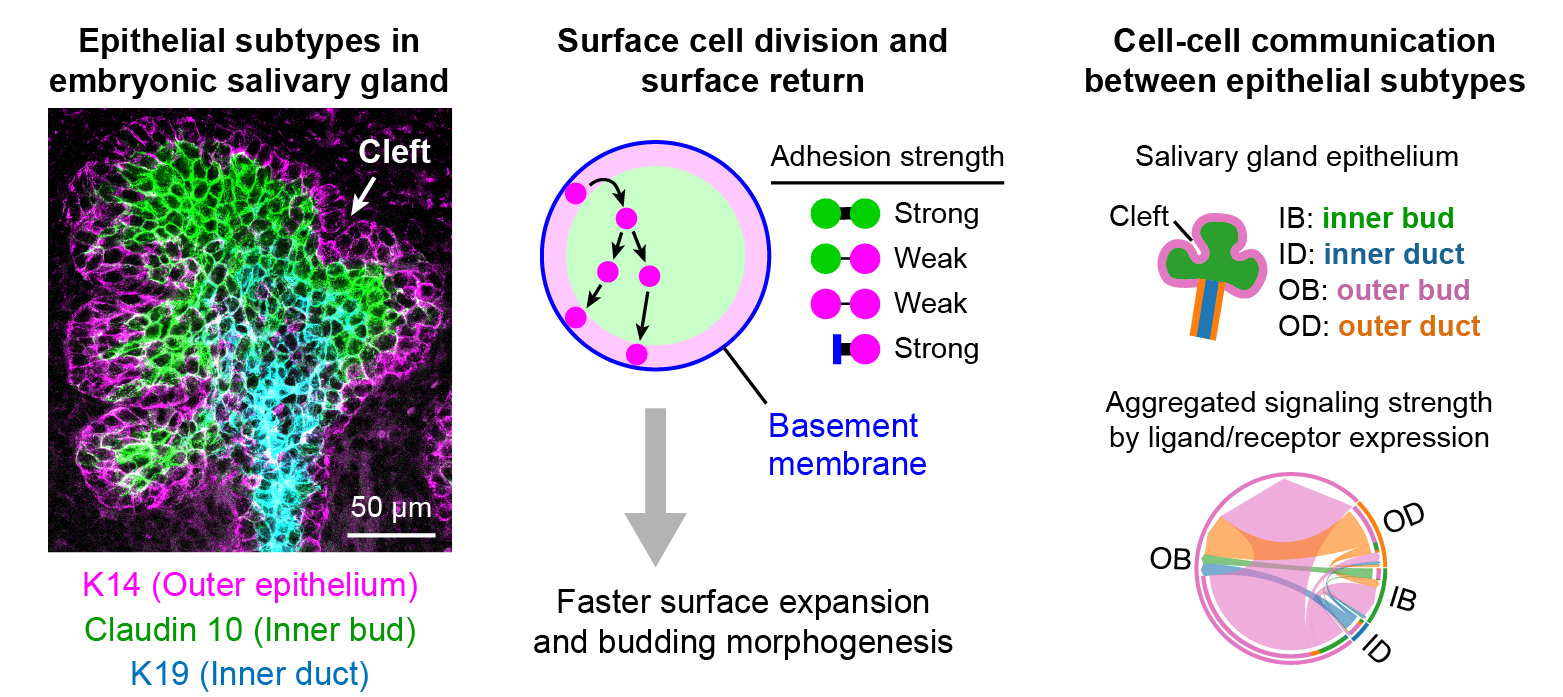 Epithelial subtypes in
embryonic salivary gland
Cleft
50 µm
K14 (Outer epithelium)
Claudin 10 (Inner bud)
K19 (Inner duct)
Surface cell division and
surface return
Adhesion strength
Strong
Weak
Weak
Strong
Basement
membrane
Faster surface expansion
and budding morphogenesis
Cell-cell communication
between epithelial subtypes
Salivary gland epithelium
Cleft
IB: inner bud
ID: inner duct
OB: outer bud
OD: outer duct
Aggregated signaling strength
by ligand/receptor expression
OD
OB
IB
ID